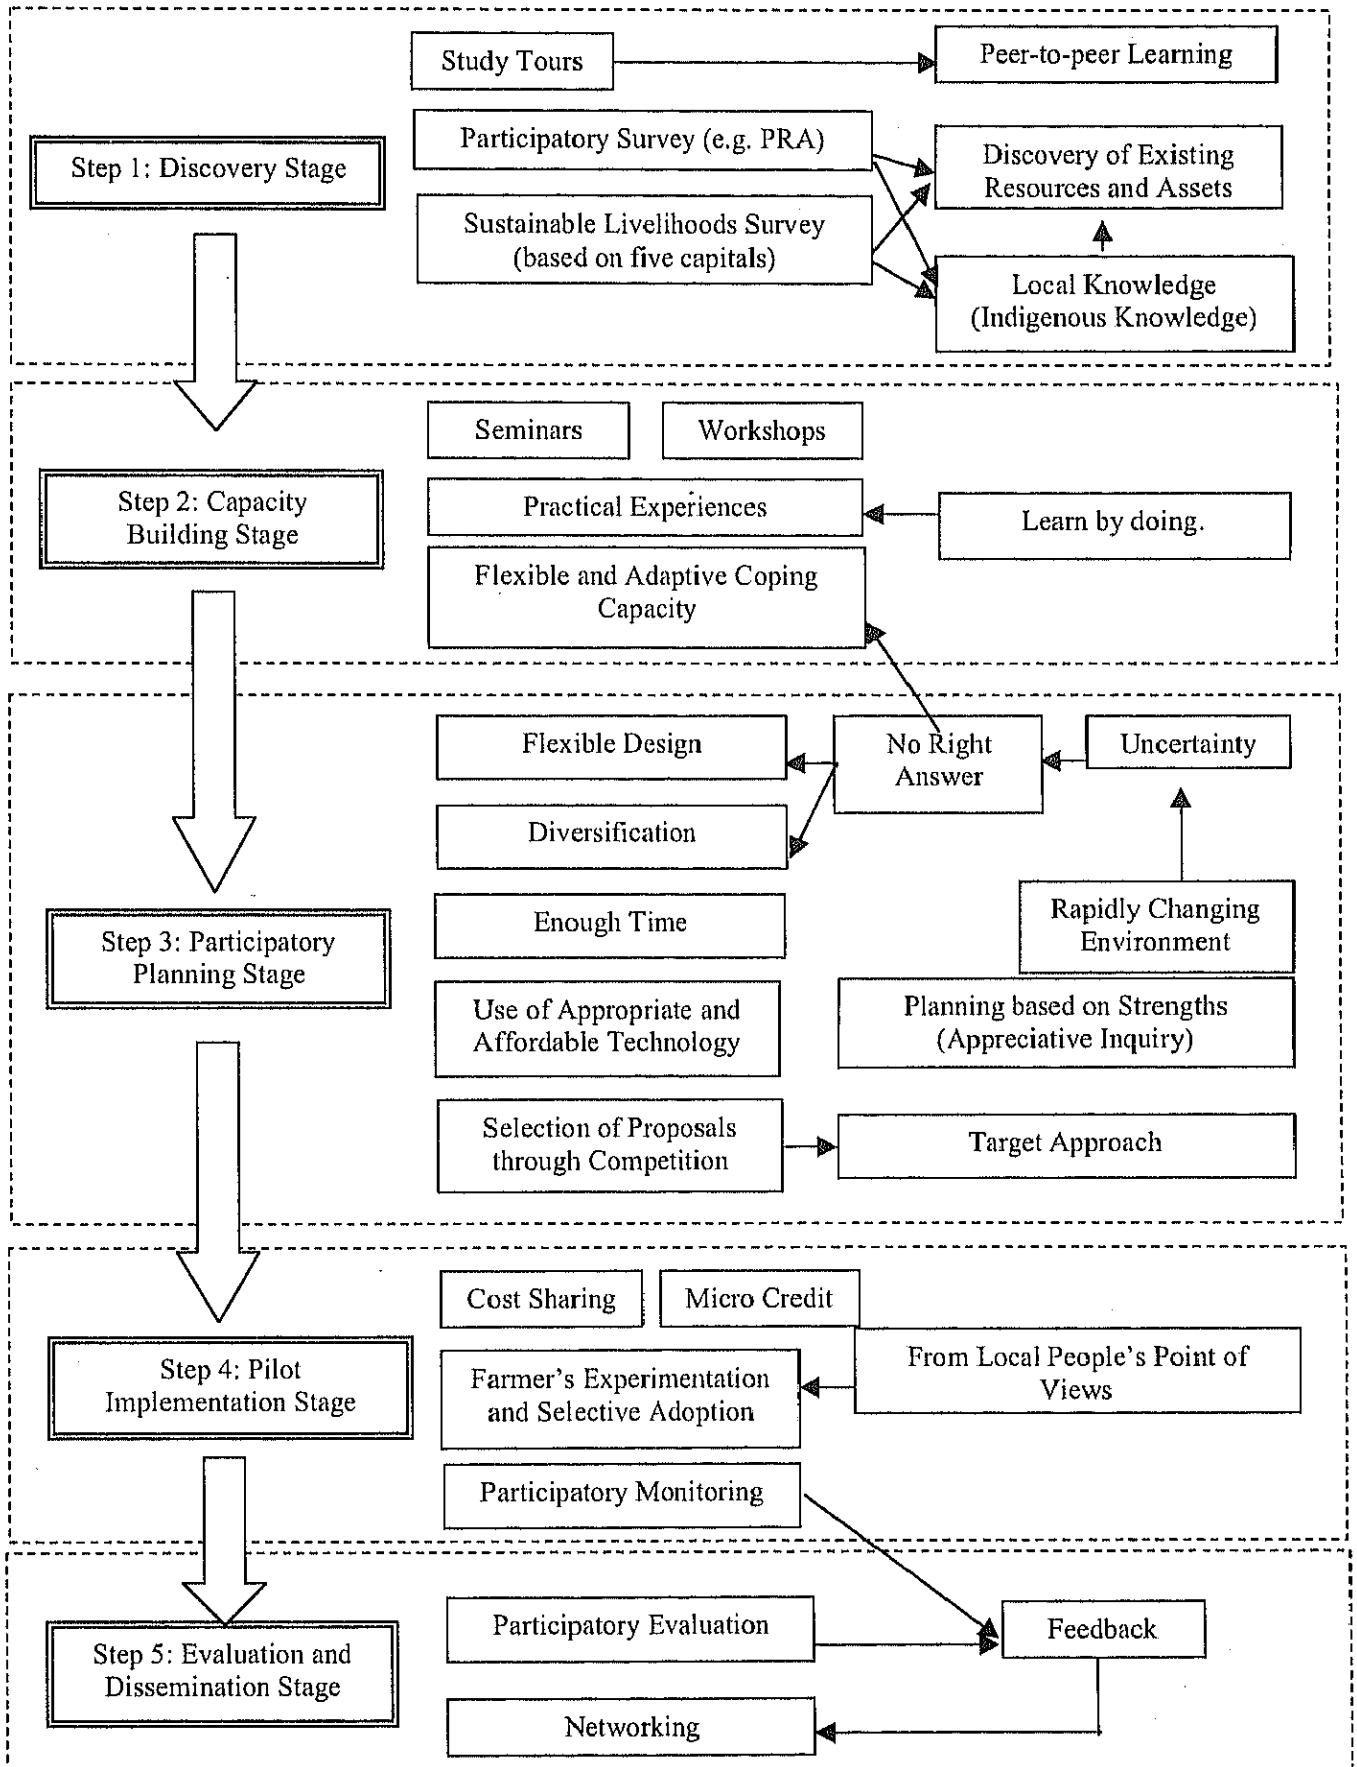 Study Tours
Peer-to-peer Learning
Step 1: Discovery Stage
Participatory Survey (e.g. PRA)
Discovery of Existing
Resources and Assets
Sustainable Livelihoods Survey
(based on five capitals)
Local Knowledge
(Indigenous Knowledge)
Seminars
Workshops
Step 2: Capacity
Building Stage
Practical Experiences
Learn by doing.
Flexible and Adaptive Coping
Capacity
Flexible Design
No Right
Answer
Uncertainty
Diversification
Rapidly Changing
Environment
Step 3: Participatory
Planning Stage
Enough Time
Use of Appropriate and
Affordable Technology
Planning based on Strengths
(Appreciative Inquiry)
Selection of Proposals
through Competition
Target Approach
Cost Sharing
Micro Credit
Step 4: Pilot
Implementation Stage
Farmer's Experimentation
and Selective Adoption
From Local People's Point of
Views
Participatory Monitoring
Step 5: Evaluation and
Dissemination Stage
Participatory Evaluation
Feedback
Networking